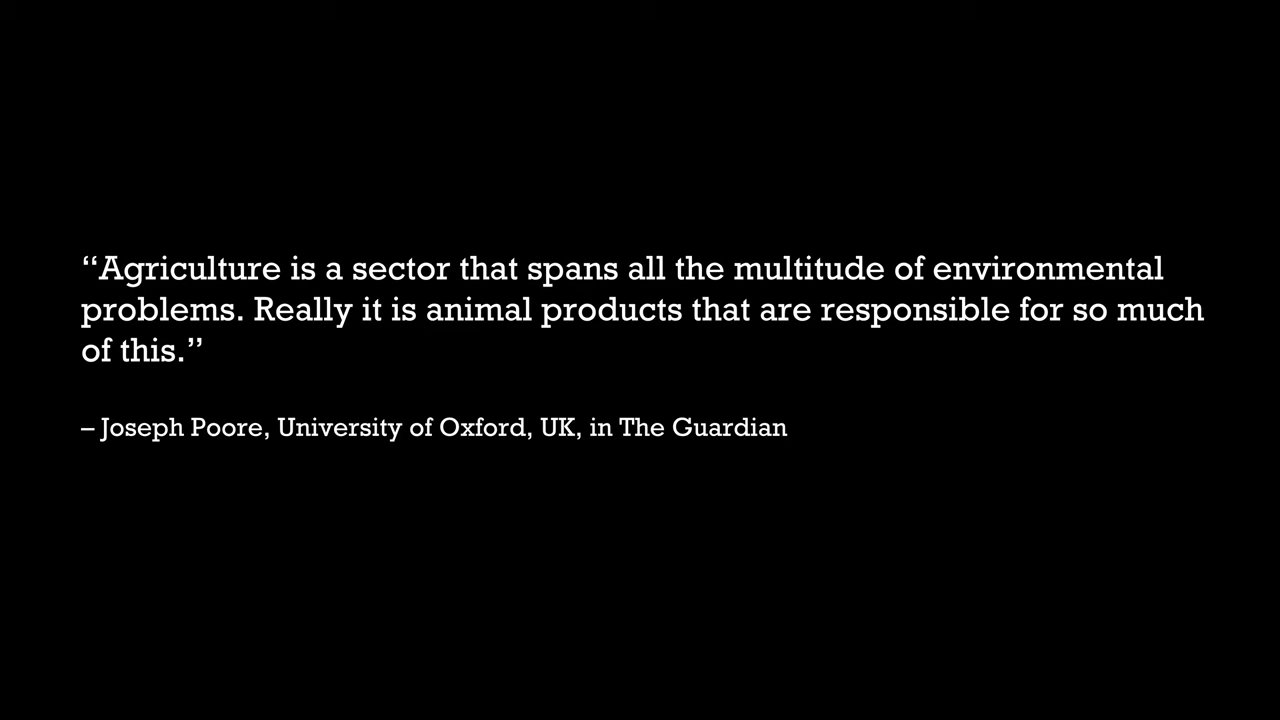 “Agriculture is a sector that spans all the multitude of environmental
problems. Really it is animal products that are responsible for so much
of this.”
– Joseph Poore, University of Oxford, UK, in The Guardian